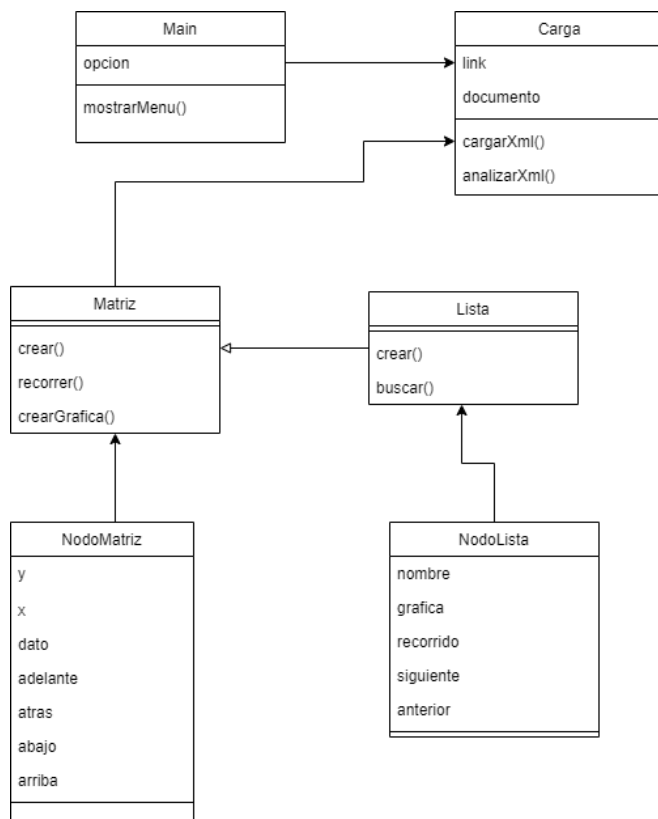 Main
opcion
mostrarMenu()
Carga
link
documento
cargarXml()
analizarXml()
Matriz
crear()
recorrer()
crearGrafica()
Lista
crear()
buscar()
NodoMatriz
y
x
dato
adelante
atras
abajo
arriba
NodoLista
nombre
grafica
recorrido
siguiente
anterior